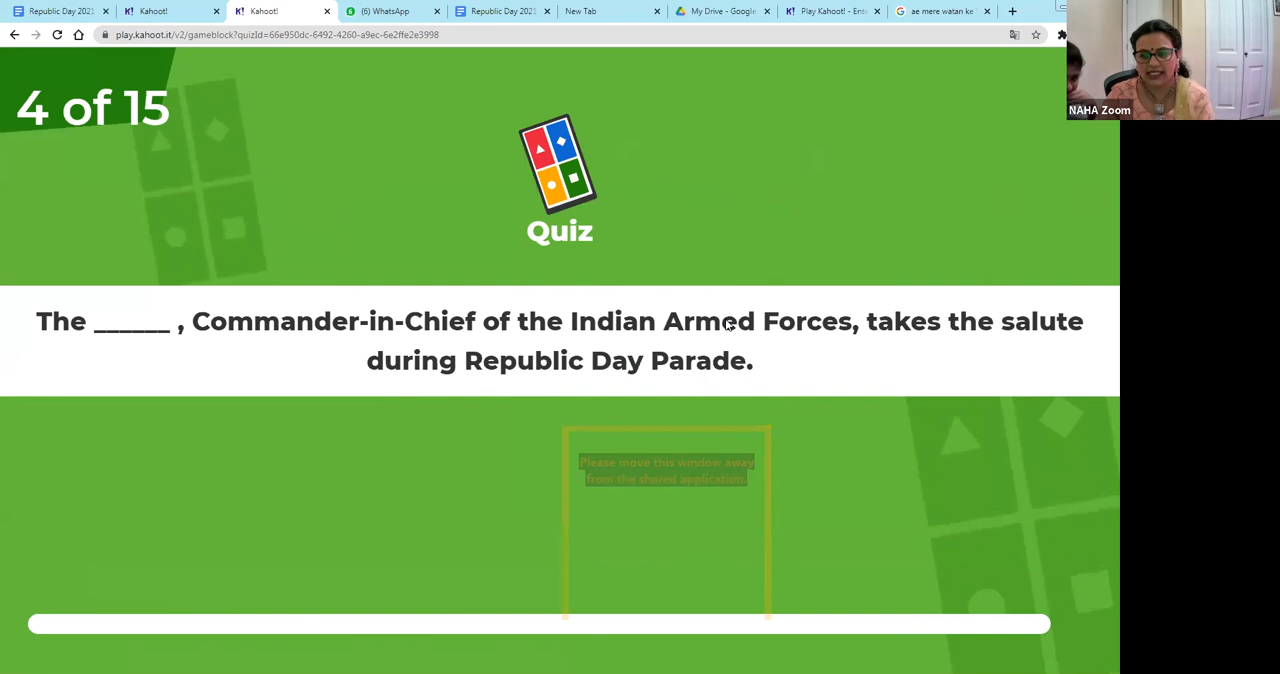 Republic Day 2021
Kahoot!
Kahoot!
(6) WhatsApp
Republic Day 2021
New Tab
My Drive - Google
Play Kahoot! - Ente
ae mere watan ke
play.kahoot.it/v2/gameblock?quizId=66e950dc-6492-4260-a9ec-6e2ffe2e3998
NAHA Zoom
4 of 15
Quiz
The ______ , Commander-in-Chief of the Indian Armed Forces, takes the salute
during Republic Day Parade.
Please move this window away
from the shared application.